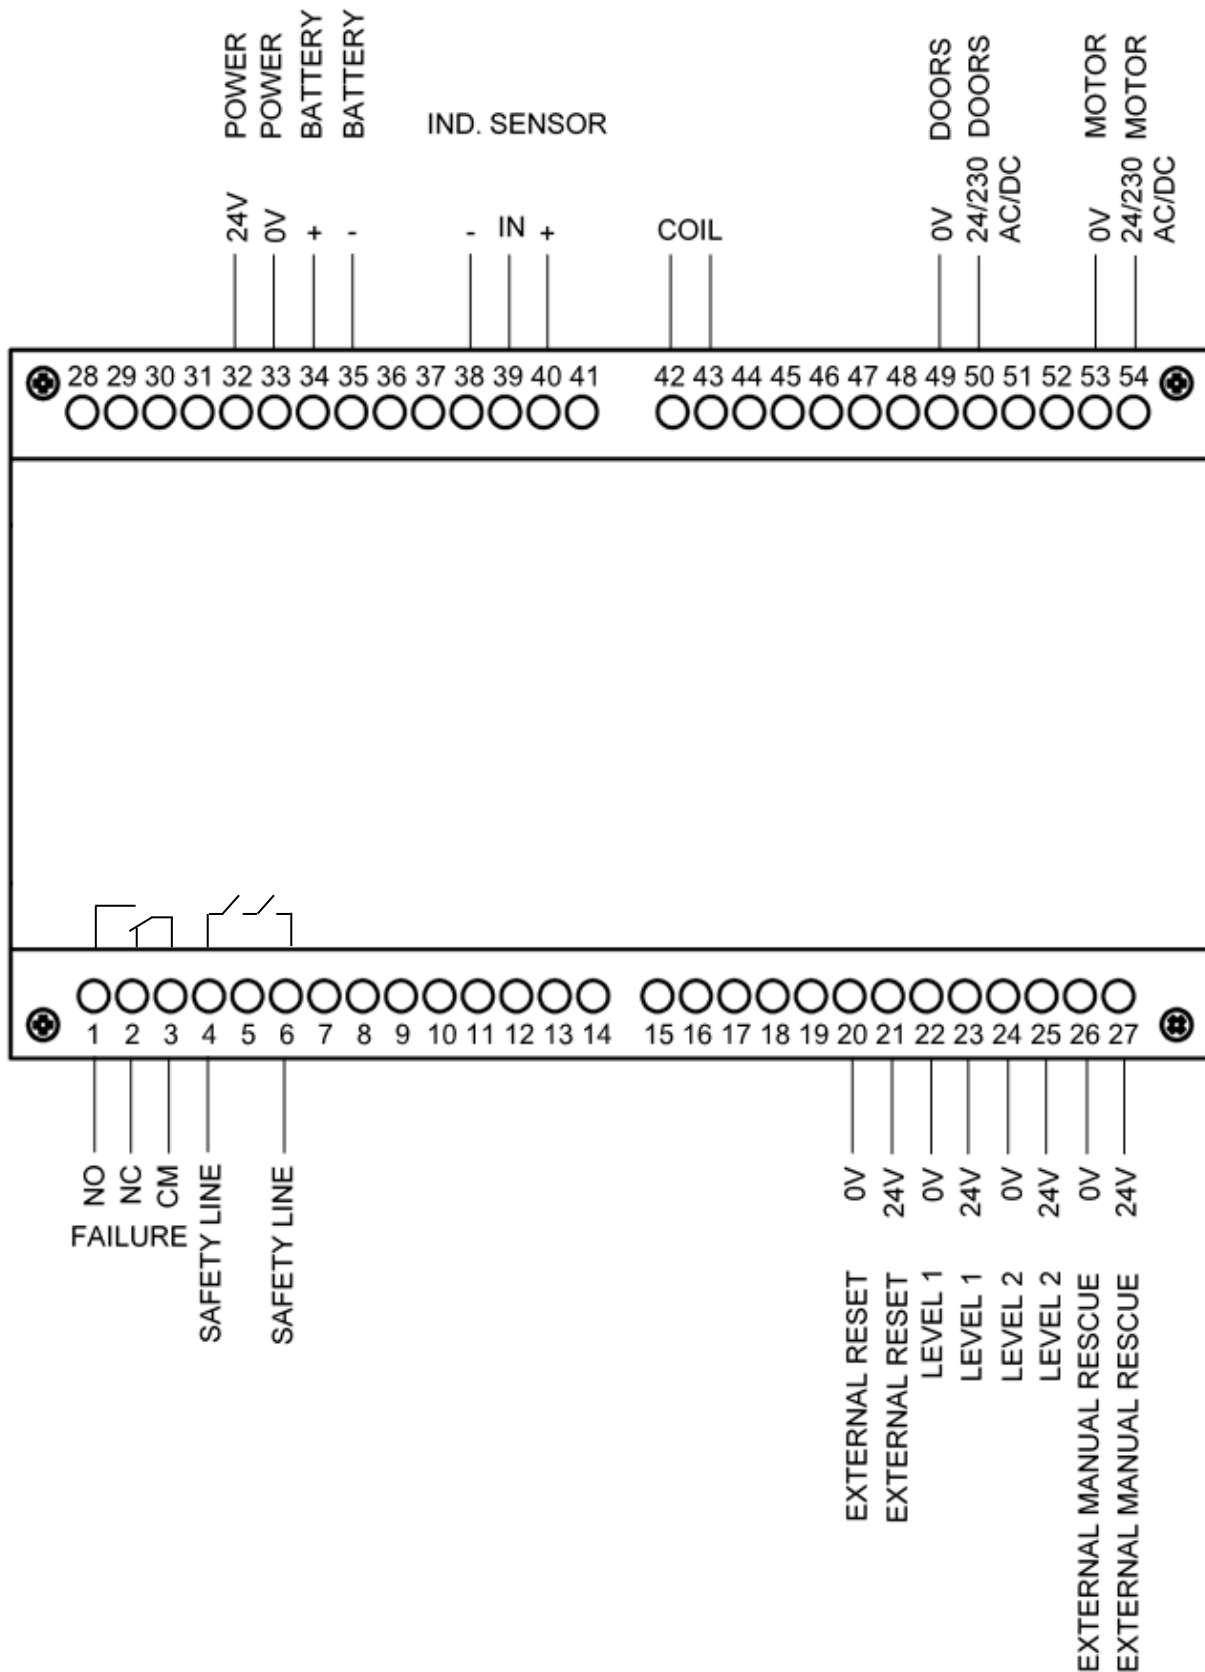 POWER
POWER
BATTERY
BATTERY
IND. SENSOR
DOORS
DOORS
MOTOR
MOTOR
24V
0V
+
-
-
IN
+
COIL
0V
24/230
AC/DC
0V
24/230
AC/DC
28 29 30 31 32 33 34 35 36 37 38 39 40 41 42 43 44 45 46 47 48 49 50 51 52 53 54
1 2 3 4 5 6 7 8 9 10 11 12 13 14 15 16 17 18 19 20 21 22 23 24 25 26 27
NO
NC
CM
FAILURE
SAFETY LINE
SAFETY LINE
0V
24V
0V
24V
0V
24V
0V
24V
EXTERNAL RESET
EXTERNAL RESET
LEVEL 1
LEVEL 1
LEVEL 2
LEVEL 2
EXTERNAL MANUAL RESCUE
EXTERNAL MANUAL RESCUE